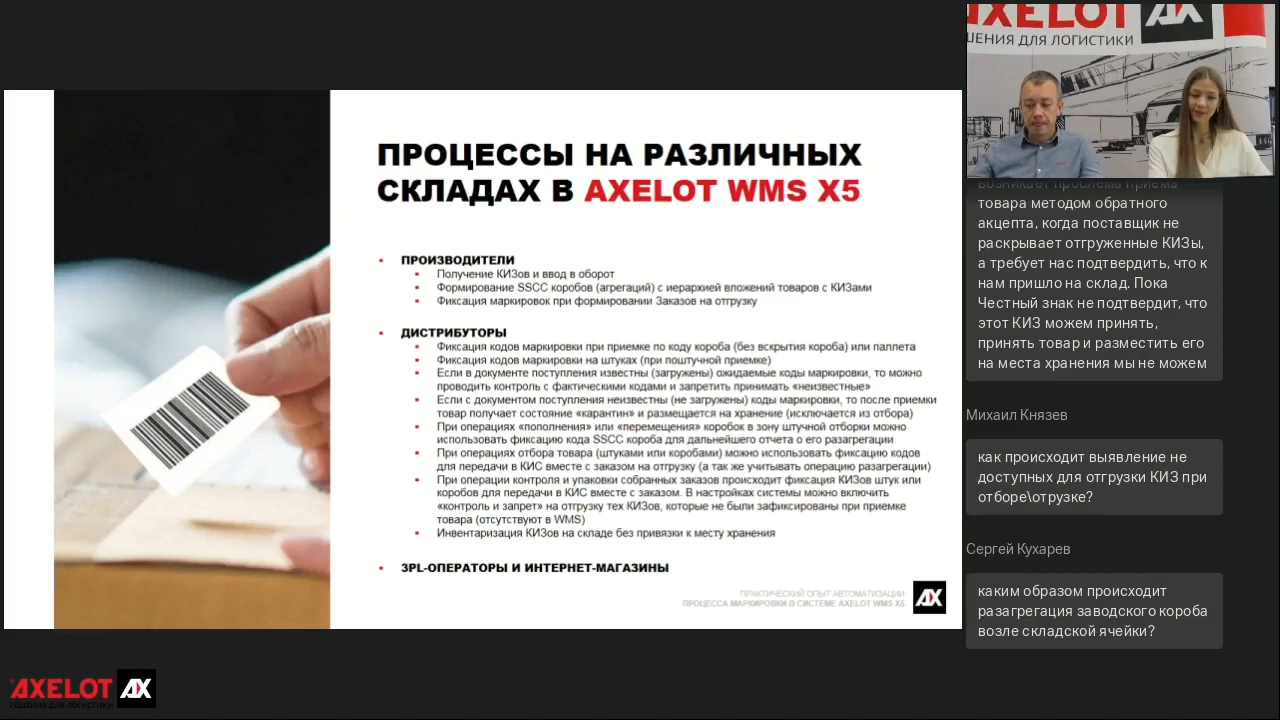 ПРОЦЕССЫ НА РАЗЛИЧНЫХ
СКЛАДАХ В AXELOT WMS X5
ПРОИЗВОДИТЕЛИ
Получение КИЗов и ввод в оборот
Формирование SSCC коробов (агрегаций) с иерархией вложений товаров с КИЗами
Фиксация маркировок при формировании Заказов на отгрузку
ДИСТРИБУТОРЫ
Фиксация кодов маркировки при приемке по коду короба (без вскрытия короба) или паллета
Фиксация кодов маркировки на штуках (при поштучной приемке)
Если в документе поступления известны (загружены) ожидаемые коды маркировки, то можно
проводить контроль с фактическими кодами и запретить принимать «неизвестные»
Если с документом поступления неизвестны (не загружены) коды маркировки, то после приемки
товар получает состояние «карантин» и размещается на хранение (исключается из отбора)
При операциях «пополнения» или «перемещения» коробок в зону штучной отборки можно
использовать фиксацию кода SSCC короба для дальнейшего отчета о его разагрегации
При операциях отбора товара (штуками или коробами) можно использовать фиксацию кодов
для передачи в КИС вместе с заказом на отгрузку (а так же учитывать операцию разагрегации)
При операции контроля и упаковки собранных заказов происходит фиксация КИЗов штук или
коробов для передачи в КИС вместе с заказом. В настройках системы можно включить
«контроль и запрет» на отгрузку тех КИЗов, которые не были зафиксированы при приемке
товара (отсутствуют в WMS)
Инвентаризация КИЗов на складе без привязки к месту хранения
3PL-ОПЕРАТОРЫ И ИНТЕРНЕТ-МАГАЗИНЫ
ПРАКТИЧЕСКИЙ ОПЫТ АВТОМАТИЗАЦИИ
ПРОЦЕССА МАРКИРОВКИ В СИСТЕМЕ AXELOT WMS X5
AX
AXELOT AX
РЕШЕНИЯ ДЛЯ ЛОГИСТИКИ
AXELOT AX
ШЕНИЯ ДЛЯ ЛОГИСТИКИ
возникает проблема приема
товара методом обратного
акцепта, когда поставщик не
раскрывает отгруженные КИЗы,
а требует нас подтвердить, что к
нам пришло на склад. Пока
Честный знак не подтвердит, что
этот КИЗ можем принять,
принять товар и разместить его
на места хранения мы не можем
Михаил Князев
как происходит выявление не
доступных для отгрузки КИЗ при
отборе\отрузке?
Сергей Кухарев
каким образом происходит
разагрегация заводского короба
возле складской ячейки?